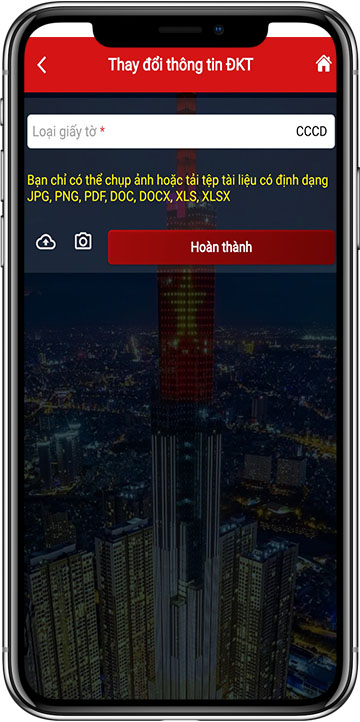 Thay đổi thông tin ĐKT
Loại giấy tờ * CCCD
Bạn chỉ có thể chụp ảnh hoặc tải tệp tài liệu có định dạng
JPG, PNG, PDF, DOC, DOCX, XLS, XLSX
Hoàn thành